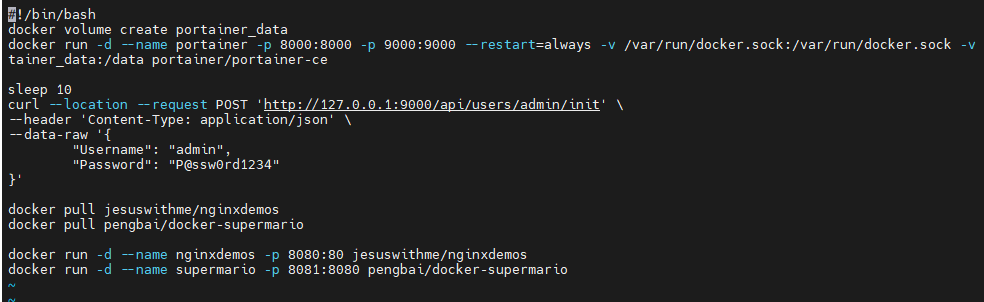 #!/bin/bash
docker volume create portainer_data
docker run -d --name portainer -p 8000:8000 -p 9000:9000 --restart=always -v /var/run/docker.sock:/var/run/docker.sock -v
tainer_data:/data portainer/portainer-ce
sleep 10
curl --location --request POST 'http://127.0.0.1:9000/api/users/admin/init' \
--header 'Content-Type: application/json' \
--data-raw '{
        "Username": "admin",
        "Password": "P@ssw0rd1234"
}'
docker pull jesuswithme/nginxdemos
docker pull pengbai/docker-supermario
docker run -d --name nginxdemos -p 8080:80 jesuswithme/nginxdemos
docker run -d --name supermario -p 8081:8080 pengbai/docker-supermario
~
~